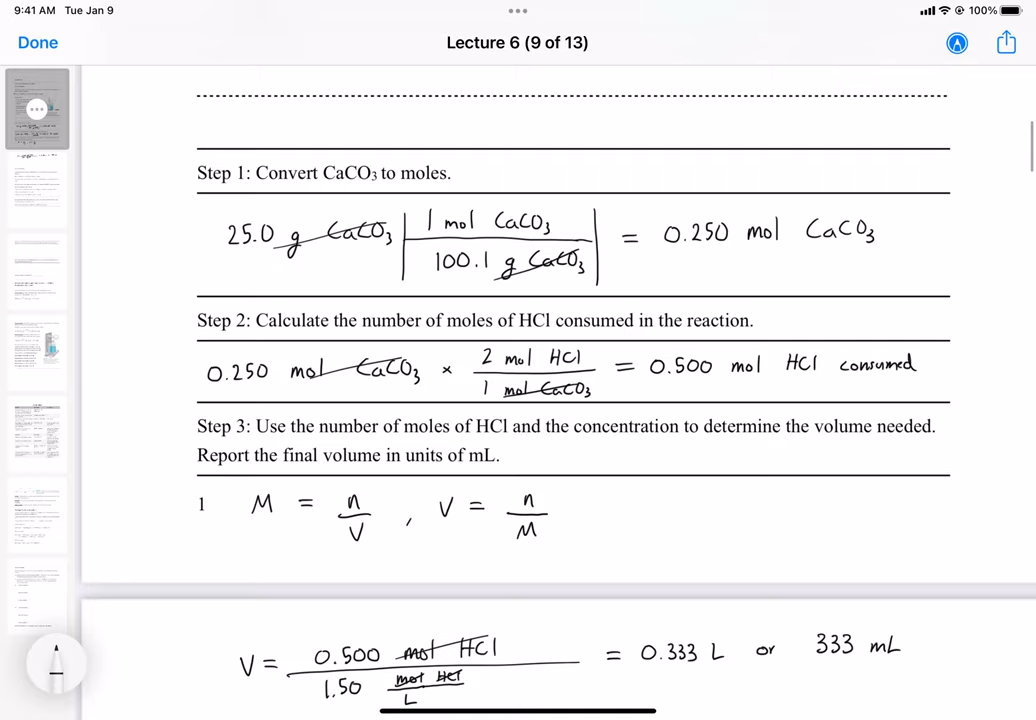 9:41 AM Tue Jan 9
100%
Done
Lecture 6 (9 of 13)
Step 1: Convert CaCO₃ to moles.
25.0 g CaCO₃ | 1 mol CaCO₃ / 100.1 g CaCO₃ | = 0.250 mol CaCO₃
Step 2: Calculate the number of moles of HCl consumed in the reaction.
0.250 mol CaCO₃ × 2 mol HCl / 1 mol CaCO₃ = 0.500 mol HCl consumed
Step 3: Use the number of moles of HCl and the concentration to determine the volume needed.
Report the final volume in units of mL.
1 M = n / V , V = n / M
V = 0.500 mol HCl / 1.50 mol HCl / L = 0.333 L or 333 mL